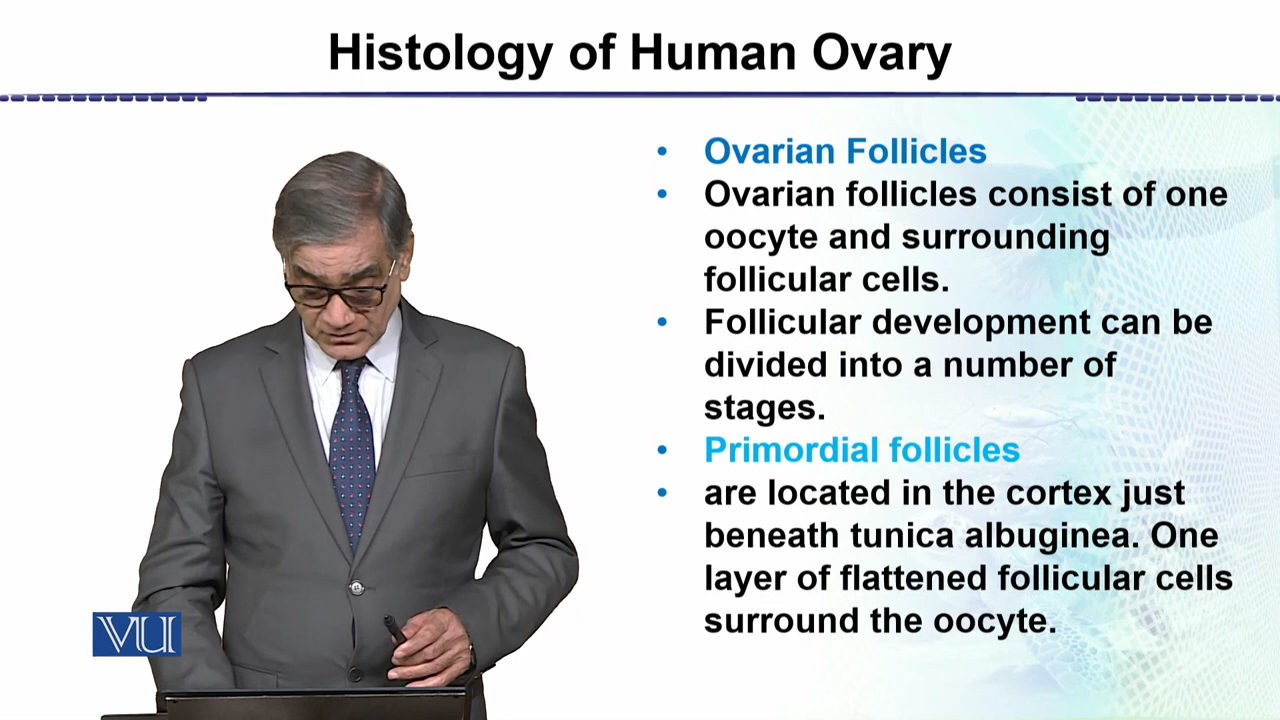 Histology of Human Ovary
• Ovarian Follicles
• Ovarian follicles consist of one
oocyte and surrounding
follicular cells.
• Follicular development can be
divided into a number of
stages.
• Primordial follicles
• are located in the cortex just
beneath tunica albuginea. One
layer of flattened follicular cells
surround the oocyte.
VU